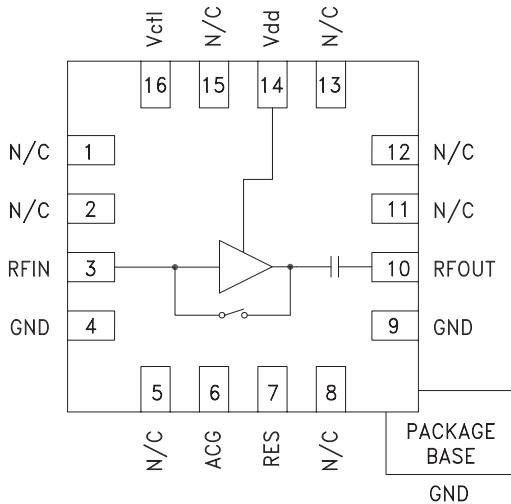 Vctl
N/C
Vdd
N/C
16
15
14
13
N/C 1
12 N/C
N/C 2
11 N/C
RFIN 3
10 RFOUT
GND 4
9 GND
5
6
7
8
N/C
ACG
RES
N/C
PACKAGE
BASE
GND